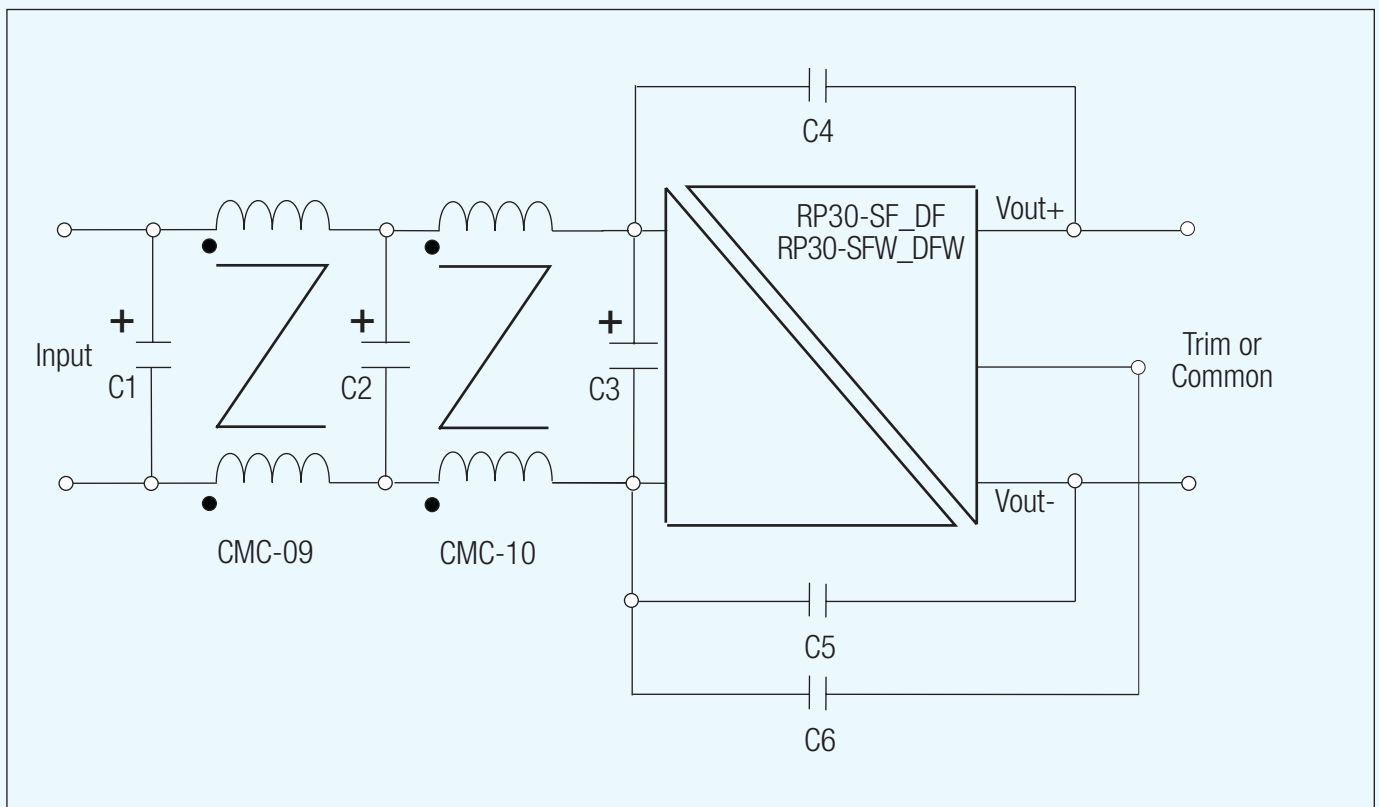 C4
RP30-SF_DF
RP30-SFW_DFW
Vout+
+
+
+
Input
C1
C2
C3
Trim or
Common
Vout-
CMC-09
CMC-10
C5
C6